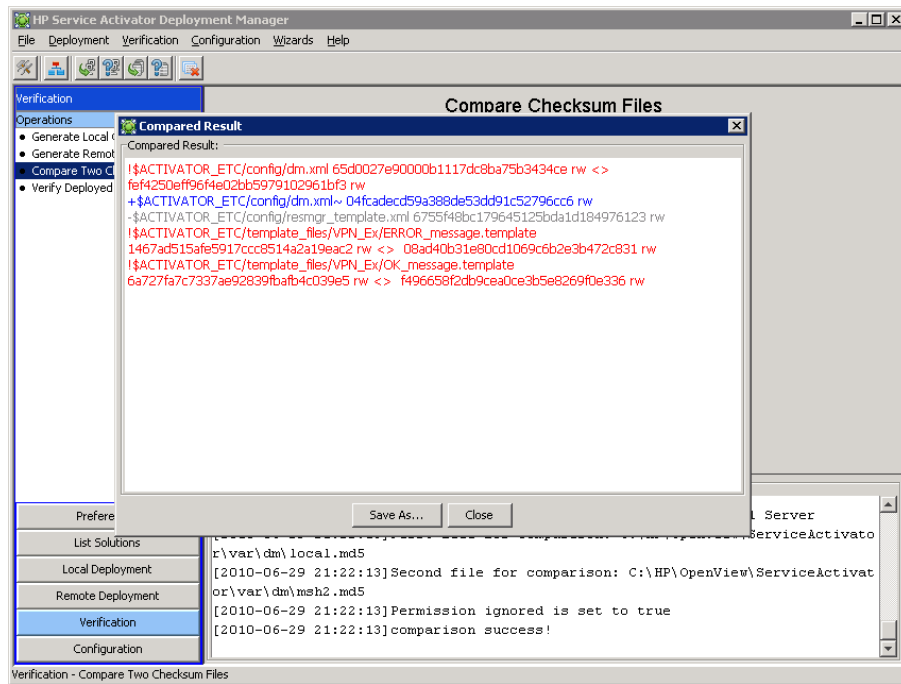 HP Service Activator Deployment Manager
File Deployment Verification Configuration Wizards Help
Verification
Compare Checksum Files
Operations
Generate Local
Generate Remot
Compare Two C
Verify Deployed
Compared Result
Compared Result:
!$ACTIVATOR_ETC/config/dm.xml 65d0027e90000b1117dc8ba75b3434ce rw <>
fef4250eff96f4e02bb5979102961bf3 rw
+$ACTIVATOR_ETC/config/dm.xml~ 04fcadecd59a388de53dd91c52796cc6 rw
-$ACTIVATOR_ETC/config/resmgr_template.xml 6755f48bc179645125bda1d184976123 rw
!$ACTIVATOR_ETC/template_files/VPN_Ex/ERROR_message.template
1467ad515afe5917ccc8514a2a19eac2 rw <> 08ad40b31e80cd1069c6b2e3b472c831 rw
!$ACTIVATOR_ETC/template_files/VPN_Ex/OK_message.template
6a727fa7c7337ae92839fbafb4c039e5 rw <> f496658f2db9cea0ce3b5e8269f0e336 rw
Save As... Close
Prefere
List Solutions
Local Deployment
Remote Deployment
Verification
Configuration
l Server
ServiceActivato
r\var\dm\local.md5
[2010-06-29 21:22:13]Second file for comparison: C:\HP\OpenView\ServiceActivat
or\var\dm\msh2.md5
[2010-06-29 21:22:13]Permission ignored is set to true
[2010-06-29 21:22:13]comparison success!
Verification - Compare Two Checksum Files